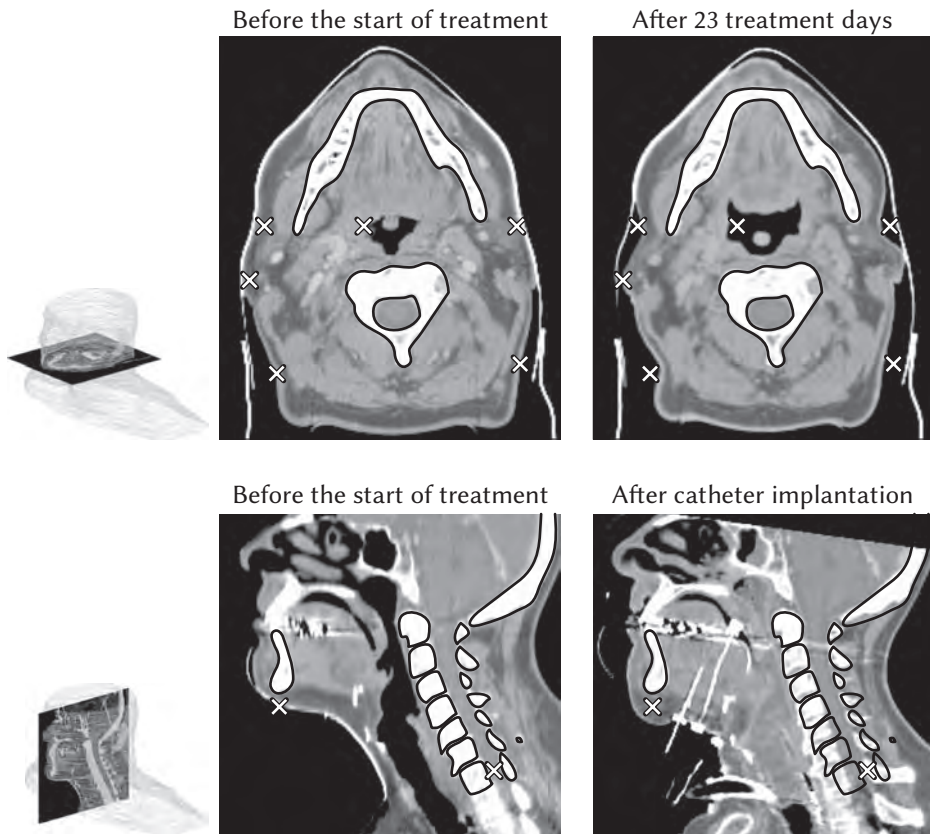 Before the start of treatment
After 23 treatment days
Before the start of treatment
After catheter implantation